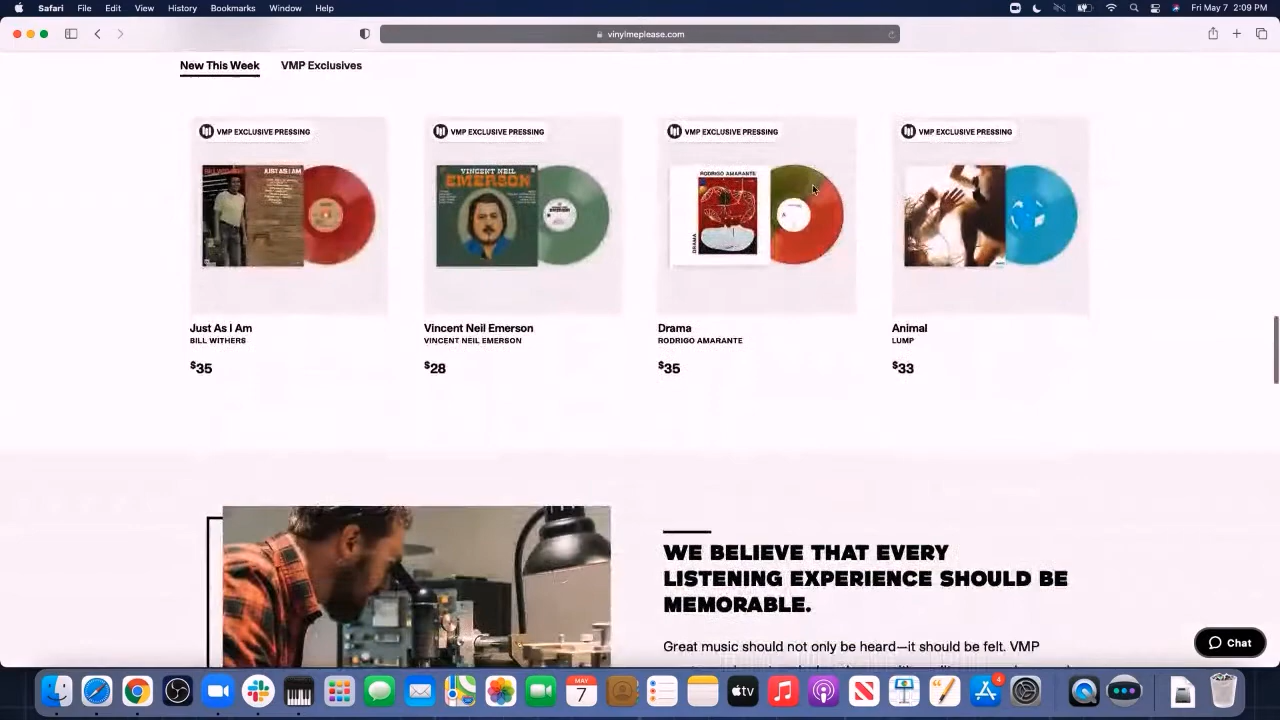 Safari File Edit View History Bookmarks Window Help Fri May 7 2:09 PM
vinylmeplease.com
New This Week VMP Exclusives
VMP EXCLUSIVE PRESSING VMP EXCLUSIVE PRESSING VMP EXCLUSIVE PRESSING VMP EXCLUSIVE PRESSING
BILL WITHERS JUST AS I AM
VINCENT NEIL
EMERSON
RODRIGO AMARANTE
DRAMA
Just As I Am Vincent Neil Emerson Drama Animal
BILL WITHERS VINCENT NEIL EMERSON RODRIGO AMARANTE LUMP
$35 $28 $35 $33
WE BELIEVE THAT EVERY
LISTENING EXPERIENCE SHOULD BE
MEMORABLE.
Great music should not only be heard—it should be felt. VMP
Chat
MAY
7
tv
4